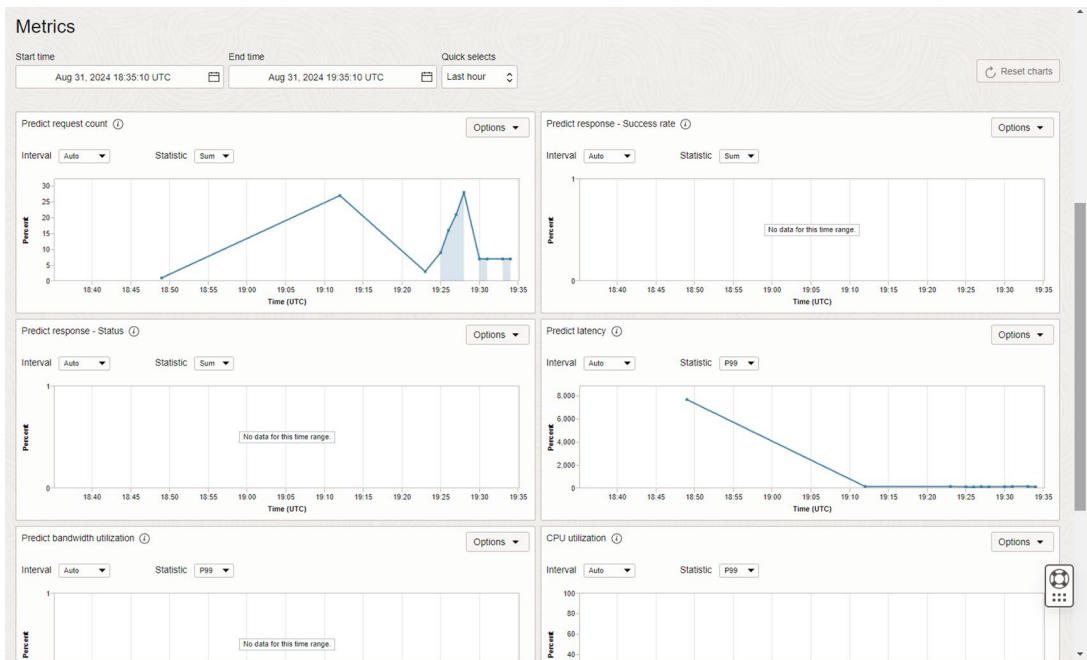 Metrics
Start time End time Quick selects
Aug 31, 2024 18:35:10 UTC Aug 31, 2024 19:35:10 UTC Last hour Reset charts
Predict request count Options
Interval Auto Statistic Sum
30
25
20
15
10
5
0
Percent
18:40 18:45 18:50 18:55 19:00 19:05 19:10 19:15 19:20 19:25 19:30 19:35
Time (UTC)
Predict response - Success rate Options
Interval Auto Statistic Sum
1
Percent
No data for this time range.
0
18:40 18:45 18:50 18:55 19:00 19:05 19:10 19:15 19:20 19:25 19:30 19:35
Time (UTC)
Predict response - Status Options
Interval Auto Statistic Sum
1
Percent
No data for this time range.
0
18:40 18:45 18:50 18:55 19:00 19:05 19:10 19:15 19:20 19:25 19:30 19:35
Time (UTC)
Predict latency Options
Interval Auto Statistic P99
8,000
6,000
4,000
2,000
0
Percent
18:40 18:45 18:50 18:55 19:00 19:05 19:10 19:15 19:20 19:25 19:30 19:35
Time (UTC)
Predict bandwidth utilization Options
Interval Auto Statistic P99
1
Percent
No data for this time range.
CPU utilization Options
Interval Auto Statistic P99
100
80
60
40
Percent